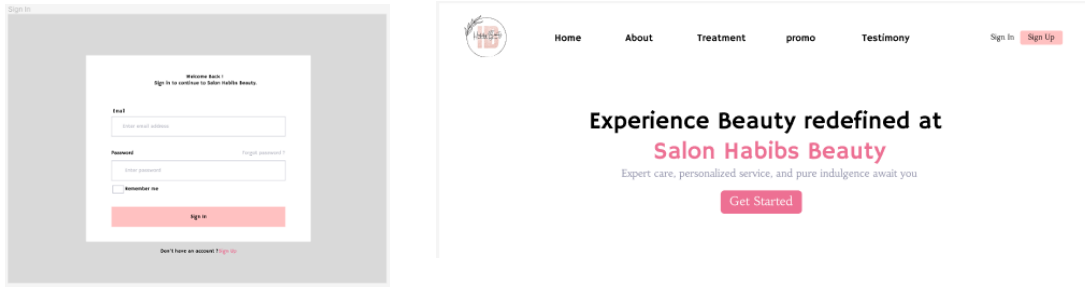 Sign In
Welcome Back !
Sign in to continue to Salon Habibs Beauty.
Email
Enter email address
Password Forgot password ?
Enter password
Remember me
Sign In
Don't have an account ? Sign Up
Home About Treatment promo Testimony Sign In Sign Up
Experience Beauty redefined at
Salon Habibs Beauty
Expert care, personalized service, and pure indulgence await you
Get Started